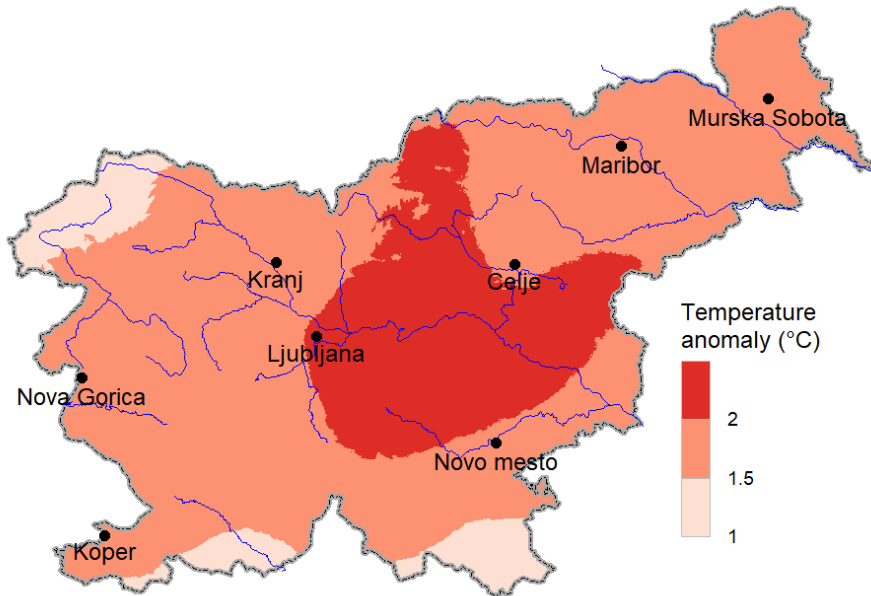 Murska Sobota
Maribor
Kranj
Celje
Ljubljana
Nova Gorica
Novo mesto
Koper
Temperature
anomaly (°C)
2
1.5
1